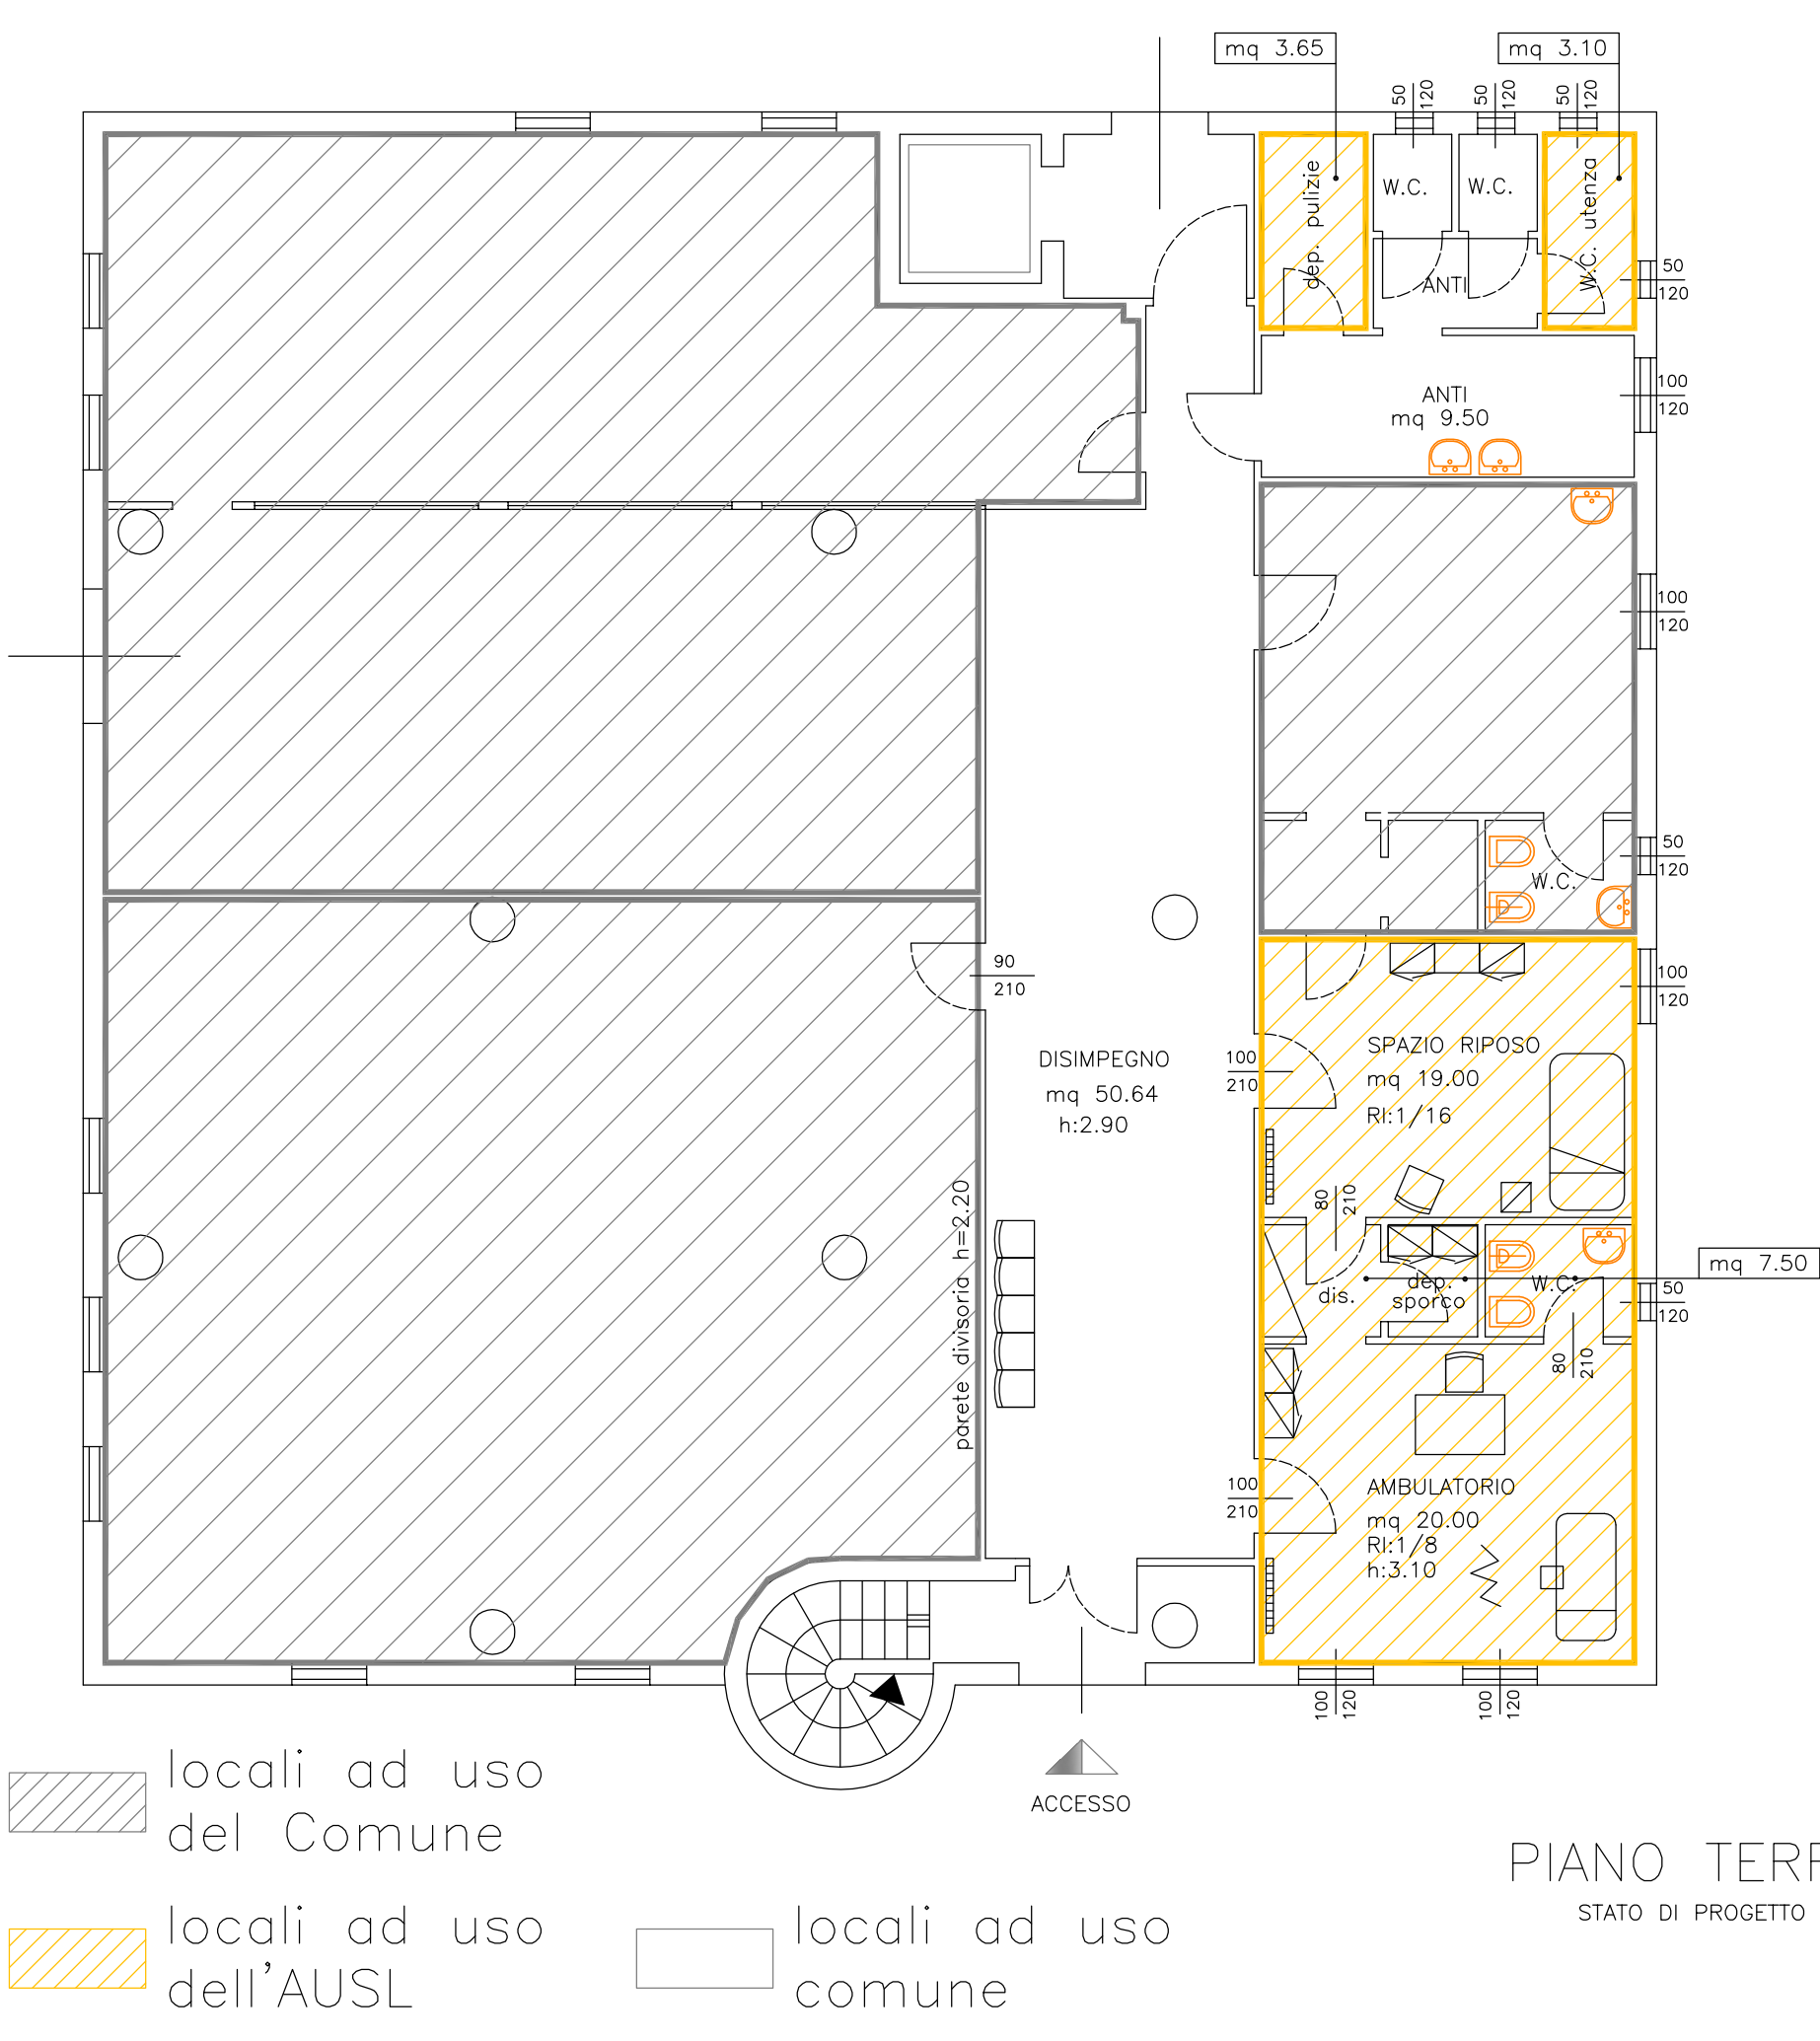 mq 3.65
mq 3.10
50
120
50
120
50
120
dep. pulizie
W.C.
W.C.
W.C. utenza
ANTI
50
120
ANTI
mq 9.50
100
120
100
120
W.C.
50
120
90
210
100
120
DISIMPEGNO
mq 50.64
h:2.90
100
210
SPAZIO RIPOSO
mq 19.00
RI:1/16
80
210
parete divisoria h=2.20
mq 7.50
dis.
dep.
sporco
W.C.
50
120
80
210
100
210
AMBULATORIO
mq 20.00
RI:1/8
h:3.10
100
120
100
120
ACCESSO
locali ad uso
del Comune
locali ad uso
dell'AUSL
locali ad uso
comune
PIANO TERR
STATO DI PROGETTO